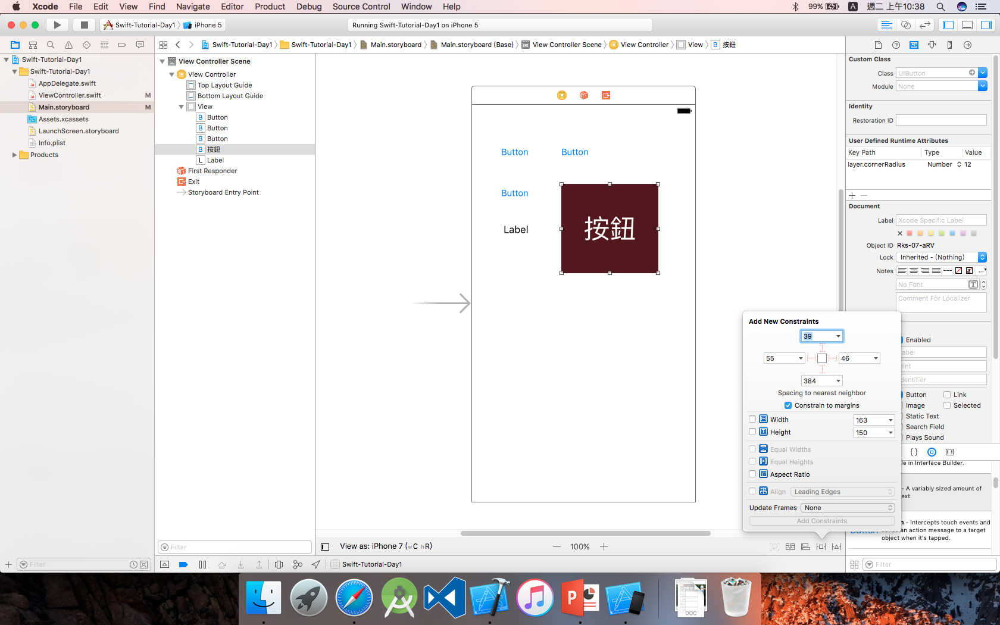 Xcode File Edit View Find Navigate Editor Product Debug Source Control Window Help
99% A 週二 上午10:38
Swift-Tutorial-Day1 iPhone 5
Running Swift-Tutorial-Day1 on iPhone 5
Swift-Tutorial-Day1 Swift-Tutorial-Day1 Main.storyboard Main.storyboard (Base) View Controller Scene View Controller View B 按鈕
Swift-Tutorial-Day1
Swift-Tutorial-Day1
AppDelegate.swift
ViewController.swift M
Main.storyboard M
Assets.xcassets
LaunchScreen.storyboard
Info.plist
Products
View Controller Scene
View Controller
Top Layout Guide
Bottom Layout Guide
View
B Button
B Button
B Button
B 按鈕
L Label
First Responder
Exit
Storyboard Entry Point
Button Button
Button
Label
按鈕
Custom Class
Class UIButton
Module None
Identity
Restoration ID
User Defined Runtime Attributes
Key Path Type Value
layer.cornerRadius Number 12
Document
Label Xcode Specific Label
Object ID Rks-07-aRV
Lock Inherited - (Nothing)
Notes
No Font T
Comment For Localizer
Enabled
Button Link
Image Selected
Static Text
Search Field
Plays Sound
{ }
in Interface Builder.
- A variably sized amount of
- Intercepts touch events and
an action message to a target
object when it's tapped.
Add New Constraints
39
55 46
384
Spacing to nearest neighbor
Constrain to margins
Width 163
Height 150
Equal Widths
Equal Heights
Aspect Ratio
Align Leading Edges
Update Frames None
Add Constraints
Filter
View as: iPhone 7 (wC hR)
100%
Filter
Swift-Tutorial-Day1
Filter
P
DOC